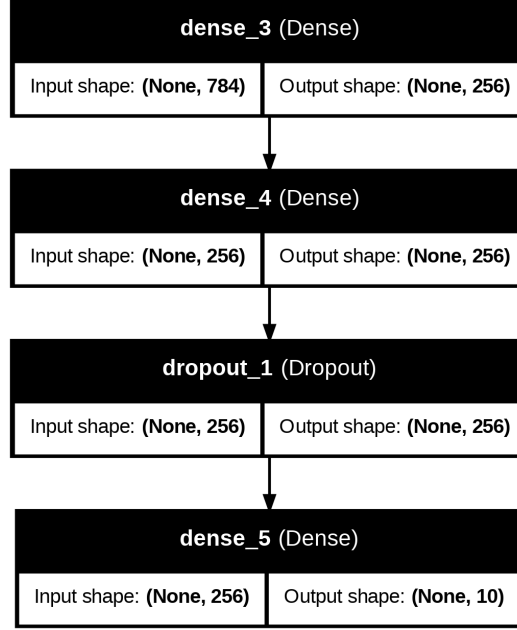 dense_3 (Dense)
Input shape: (None, 784) Output shape: (None, 256)
dense_4 (Dense)
Input shape: (None, 256) Output shape: (None, 256)
dropout_1 (Dropout)
Input shape: (None, 256) Output shape: (None, 256)
dense_5 (Dense)
Input shape: (None, 256) Output shape: (None, 10)